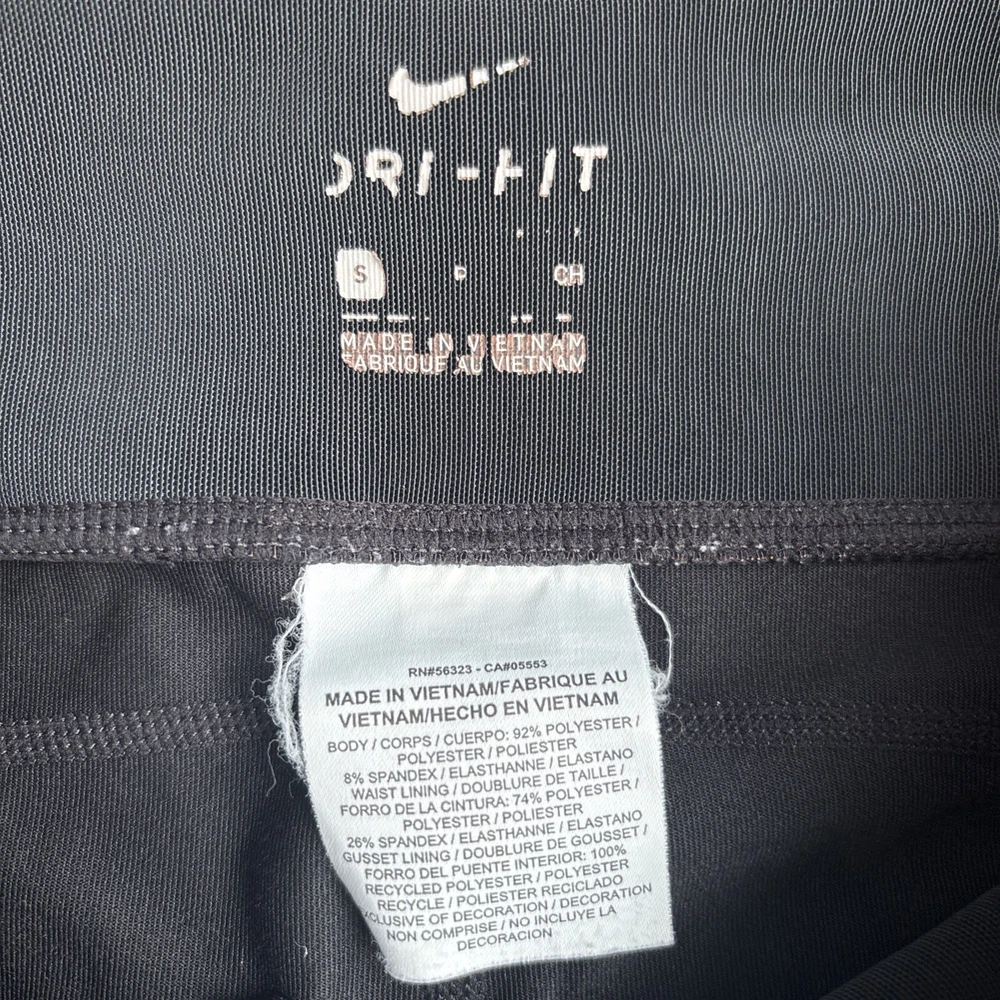 DRI-FIT
S P CH
MADE IN VIETNAM
FABRIQUE AU VIETNAM
RN#56323 - CA#05553
MADE IN VIETNAM/FABRIQUE AU
VIETNAM/HECHO EN VIETNAM
BODY / CORPS / CUERPO: 92% POLYESTER /
POLYESTER / POLIESTER
8% SPANDEX / ELASTHANNE / ELASTANO
WAIST LINING / DOUBLURE DE TAILLE /
FORRO DE LA CINTURA: 74% POLYESTER /
POLYESTER / POLIESTER
26% SPANDEX / ELASTHANNE / ELASTANO
GUSSET LINING / DOUBLURE DE GOUSSET /
FORRO DEL PUENTE INTERIOR: 100%
RECYCLED POLYESTER / POLYESTER
RECYCLE / POLIESTER RECICLADO
EXCLUSIVE OF DECORATION / DECORATION
NON COMPRISE / NO INCLUYE LA
DECORACION